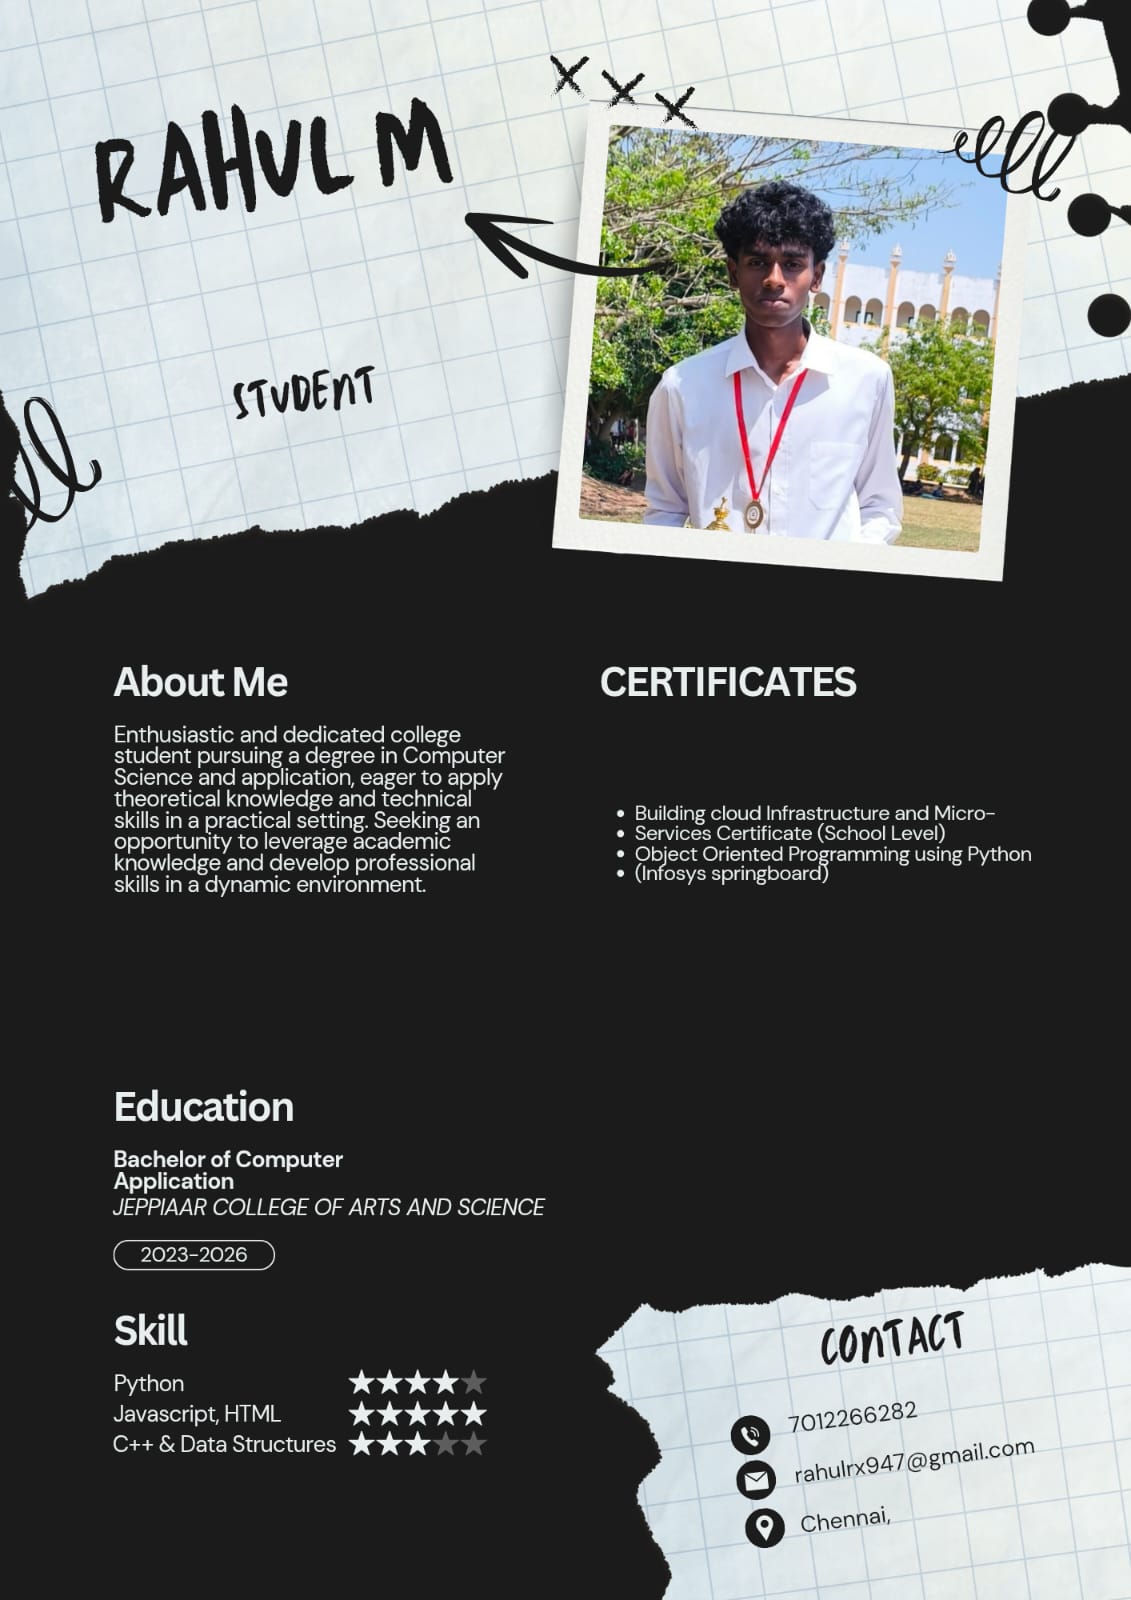 RAHUL M
STUDENT
About Me
Enthusiastic and dedicated college
student pursuing a degree in Computer
Science and application, eager to apply
theoretical knowledge and technical
skills in a practical setting. Seeking an
opportunity to leverage academic
knowledge and develop professional
skills in a dynamic environment.
CERTIFICATES
• Building cloud Infrastructure and Micro-
• Services Certificate (School Level)
• Object Oriented Programming using Python
• (Infosys springboard)
Education
Bachelor of Computer
Application
JEPPIAAR COLLEGE OF ARTS AND SCIENCE
2023-2026
Skill
Python
Javascript, HTML
C++ & Data Structures
CONTACT
7012266282
rahulrx947@gmail.com
Chennai,